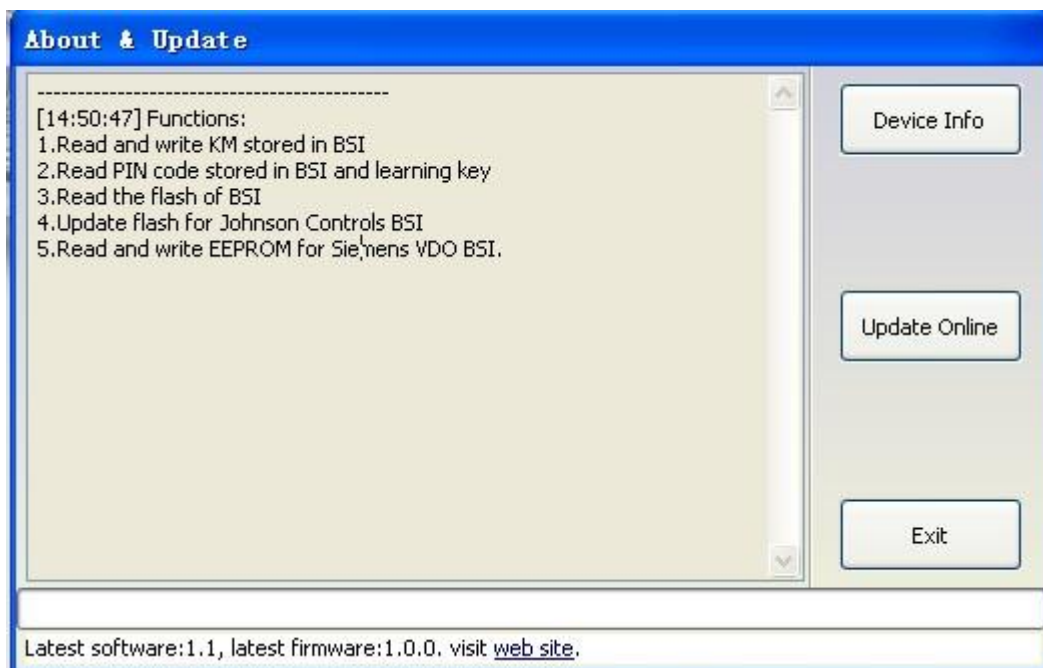 About & Update
--------------------------------------------
[14:50:47] Functions:
1.Read and write KM stored in BSI
2.Read PIN code stored in BSI and learning key
3.Read the flash of BSI
4.Update flash for Johnson Controls BSI
5.Read and write EEPROM for Siemens VDO BSI.
Device Info
Update Online
Exit
Latest software:1.1, latest firmware:1.0.0. visit web site.